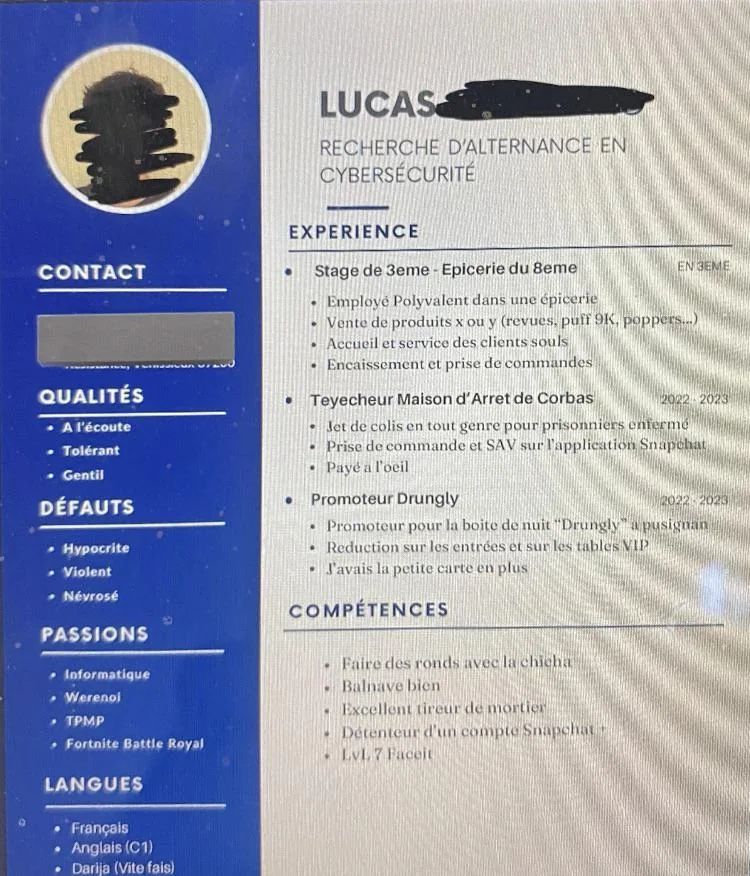 LUCAS
RECHERCHE D'ALTERNANCE EN
CYBERSÉCURITÉ
CONTACT
QUALITÉS
A l'écoute
Tolérant
Gentil
DÉFAUTS
Hypocrite
Violent
Névrosé
PASSIONS
Informatique
Werenoi
TPMP
Fortnite Battle Royal
LANGUES
Français
Anglais (C1)
Darija (Vite fais)
EXPERIENCE
Stage de 3eme - Epicerie du 8eme EN 3EME
Employé Polyvalent dans une épicerie
Vente de produits x ou y (revues, puff 9K, poppers...)
Accueil et service des clients souls
Encaissement et prise de commandes
Teyecheur Maison d'Arret de Corbas 2022 - 2023
Jet de colis en tout genre pour prisonniers enfermé
Prise de commande et SAV sur l'application Snapchat
Payé a l'oeil
Promoteur Drungly 2022 - 2023
Promoteur pour la boite de nuit "Drungly" a pusignan
Reduction sur les entrées et sur les tables VIP
J'avais la petite carte en plus
COMPÉTENCES
Faire des ronds avec la chicha
Balnave bien
Excellent tireur de mortier
Détenteur d'un compte Snapchat +
LvL 7 Faceit